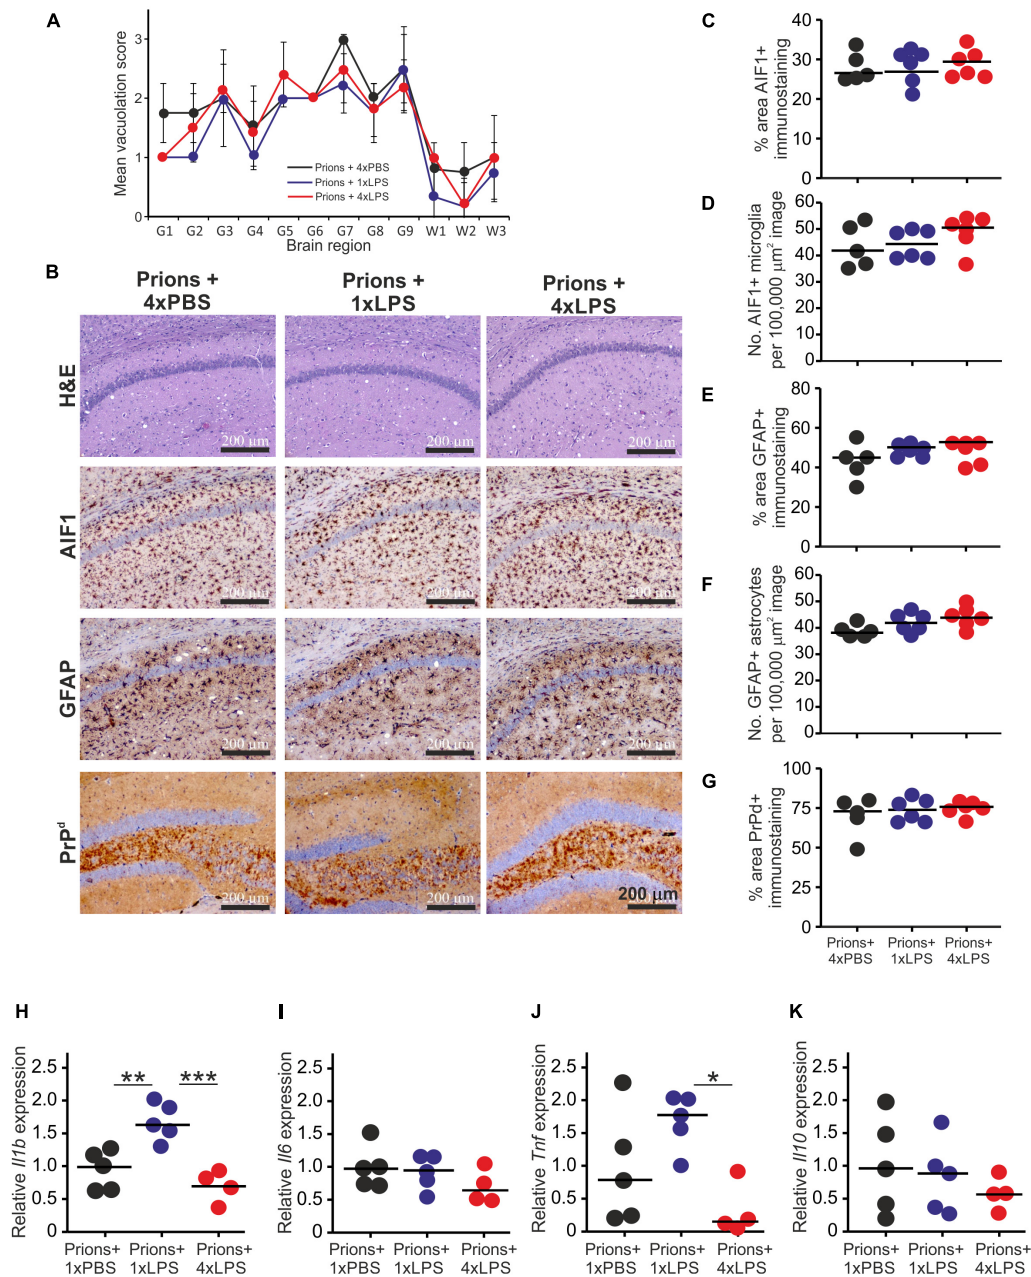 A
Mean vacuolation score
3
2
1
0
Prions + 4xPBS
Prions + 1xLPS
Prions + 4xLPS
G1 G2 G3 G4 G5 G6 G7 G8 G9 W1 W2 W3
Brain region
B
Prions + 4xPBS
Prions + 1xLPS
Prions + 4xLPS
H&E
200 µm
200 µm
200 µm
AIF1
200 µm
200 µm
200 µm
GFAP
200 µm
200 µm
200 µm
PrPd
200 µm
200 µm
200 µm
C
% area AIF1+
immunostaining
40
30
20
10
0
D
No. AIF1+ microglia
per 100,000 µm² image
60
50
40
30
20
10
0
E
% area GFAP+
immunostaining
80
60
40
20
0
F
No. GFAP+ astrocytes
per 100,000 µm² image
60
50
40
30
20
10
0
G
% area PrPd+
immunostaining
100
75
50
25
0
Prions+ Prions+ Prions+
4xPBS 1xLPS 4xLPS
H
Relative Il1b expression
2.5
2.0
1.5
1.0
0.5
0
** ***
Prions+ Prions+ Prions+
1xPBS 1xLPS 4xLPS
I
Relative Il6 expression
2.5
2.0
1.5
1.0
0.5
0
Prions+ Prions+ Prions+
1xPBS 1xLPS 4xLPS
J
Relative Tnf expression
2.5
2.0
1.5
1.0
0.5
0
*
Prions+ Prions+ Prions+
1xPBS 1xLPS 4xLPS
K
Relative Il10 expression
2.5
2.0
1.5
1.0
0.5
0
Prions+ Prions+ Prions+
1xPBS 1xLPS 4xLPS